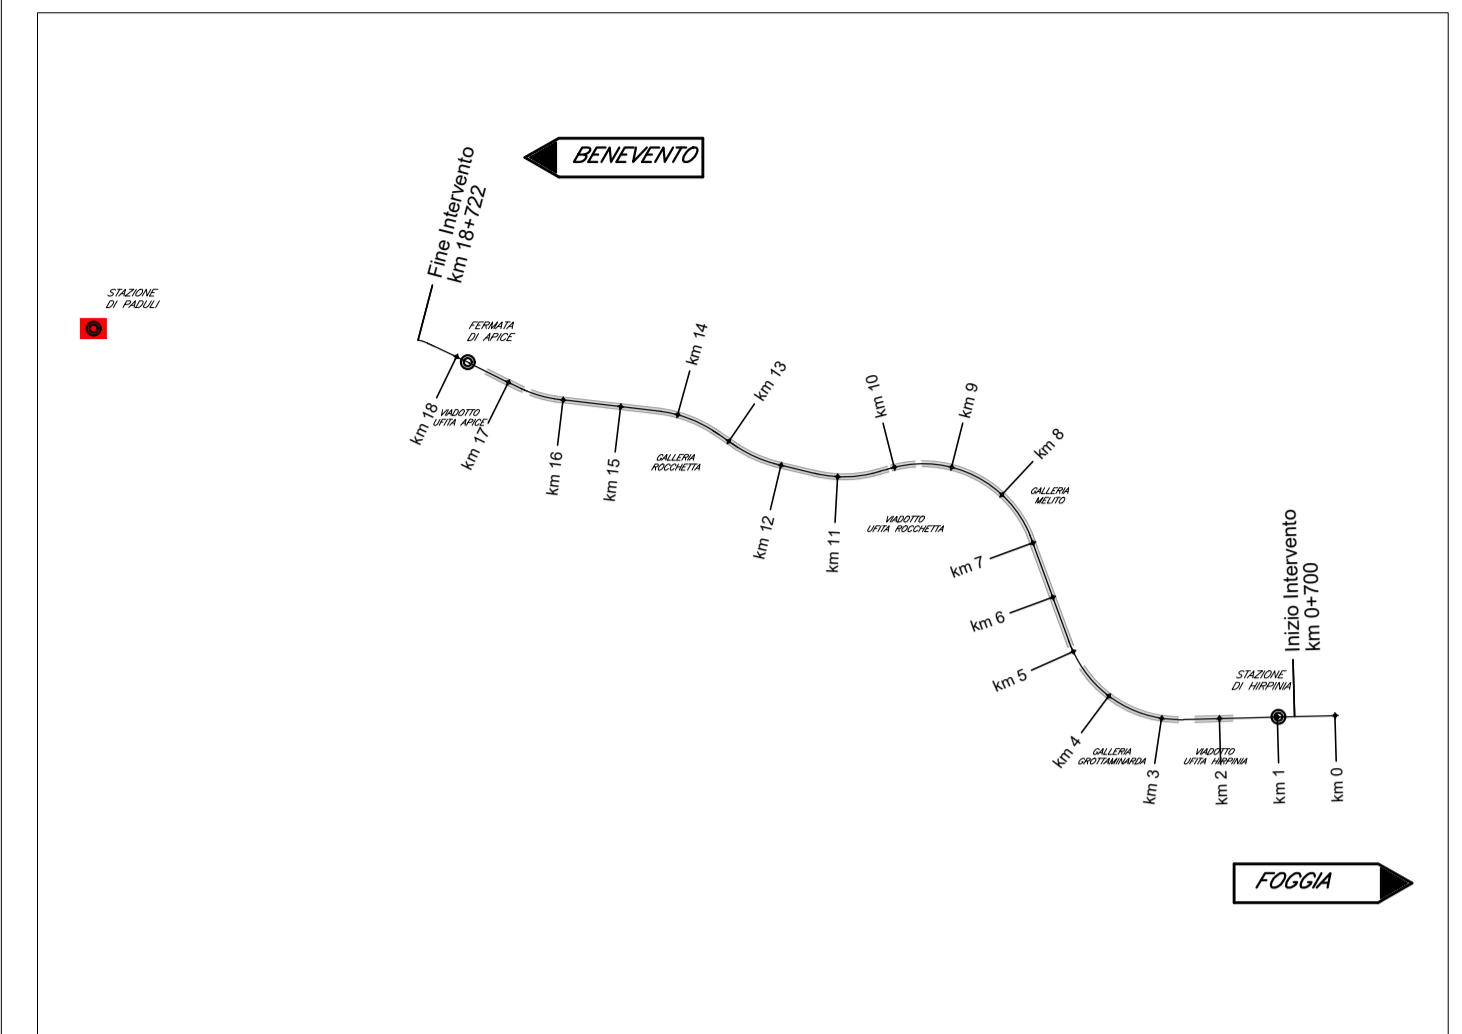 BENEVENTO
Fine Intervento
km 18+722
STAZIONE
DI PADULI
FERMATA
DI APICE
km 18
VIADOTTO
UFITA APICE
km 17
km 16
km 15
km 14
GALLERIA
ROCCHETTA
km 13
km 12
km 11
km 10
VIADOTTO
UFITA ROCCHETTA
km 9
km 8
GALLERIA
MELITO
km 7
km 6
km 5
km 4
GALLERIA
GROTTAMINARDA
km 3
VIADOTTO
UFITA HIRPINIA
km 2
STAZIONE
DI HIRPINIA
Inizio Intervento
km 0+700
km 1
km 0
FOGGIA